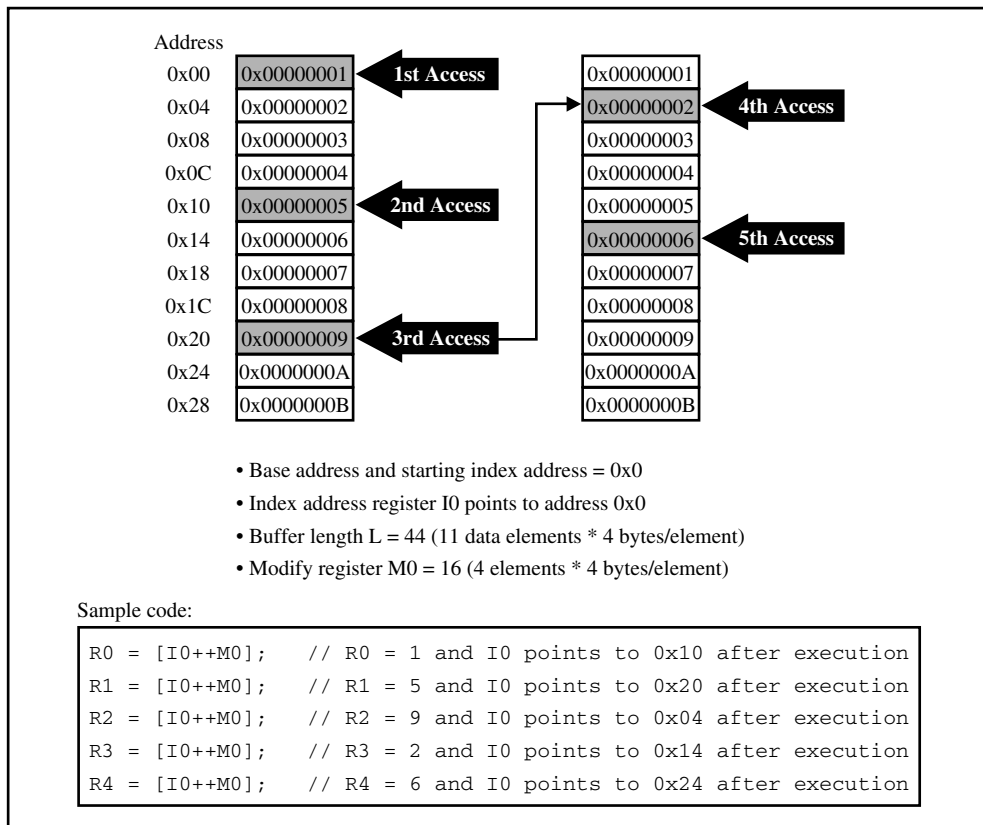 Address
0x00 0x00000001 1st Access 0x00000001
0x04 0x00000002 0x00000002 4th Access
0x08 0x00000003 0x00000003
0x0C 0x00000004 0x00000004
0x10 0x00000005 2nd Access 0x00000005
0x14 0x00000006 0x00000006 5th Access
0x18 0x00000007 0x00000007
0x1C 0x00000008 0x00000008
0x20 0x00000009 3rd Access 0x00000009
0x24 0x0000000A 0x0000000A
0x28 0x0000000B 0x0000000B
• Base address and starting index address = 0x0
• Index address register I0 points to address 0x0
• Buffer length L = 44 (11 data elements * 4 bytes/element)
• Modify register M0 = 16 (4 elements * 4 bytes/element)
Sample code:
R0 = [I0++M0]; // R0 = 1 and I0 points to 0x10 after execution
R1 = [I0++M0]; // R1 = 5 and I0 points to 0x20 after execution
R2 = [I0++M0]; // R2 = 9 and I0 points to 0x04 after execution
R3 = [I0++M0]; // R3 = 2 and I0 points to 0x14 after execution
R4 = [I0++M0]; // R4 = 6 and I0 points to 0x24 after execution